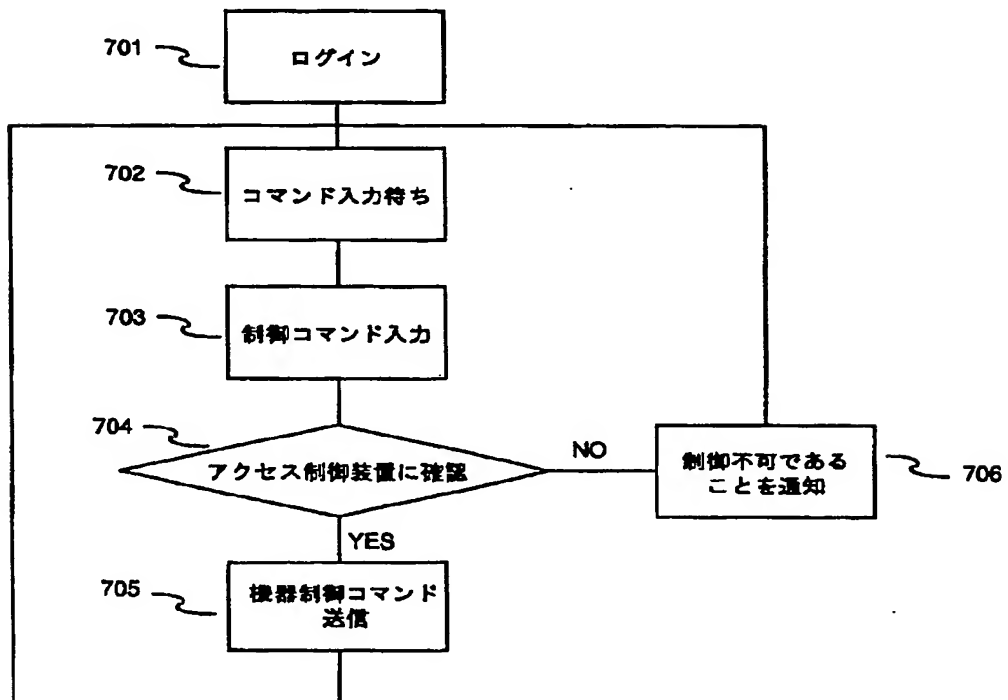 701
ログイン
702
コマンド入力待ち
703
制御コマンド入力
704
アクセス制御装置に確認
NO
制御不可である
ことを通知
706
YES
705
機器制御コマンド
送信